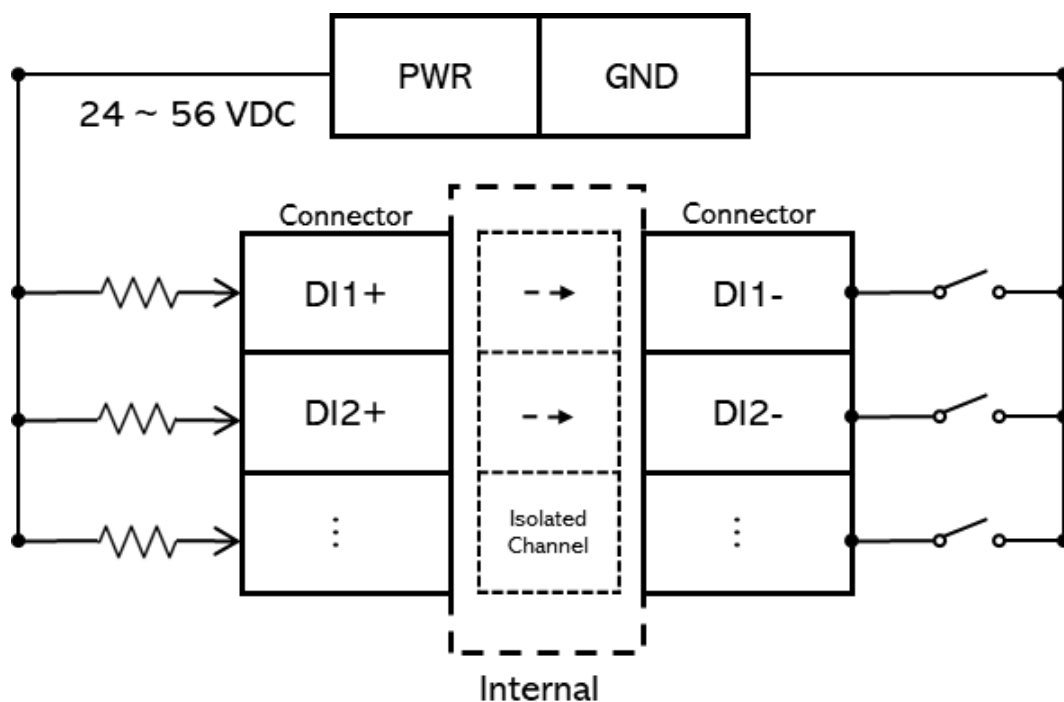 PWR GND
24 ~ 56 VDC
Connector Connector
DI1+ DI1-
DI2+ DI2-
⋮ Isolated ⋮
Channel
Internal